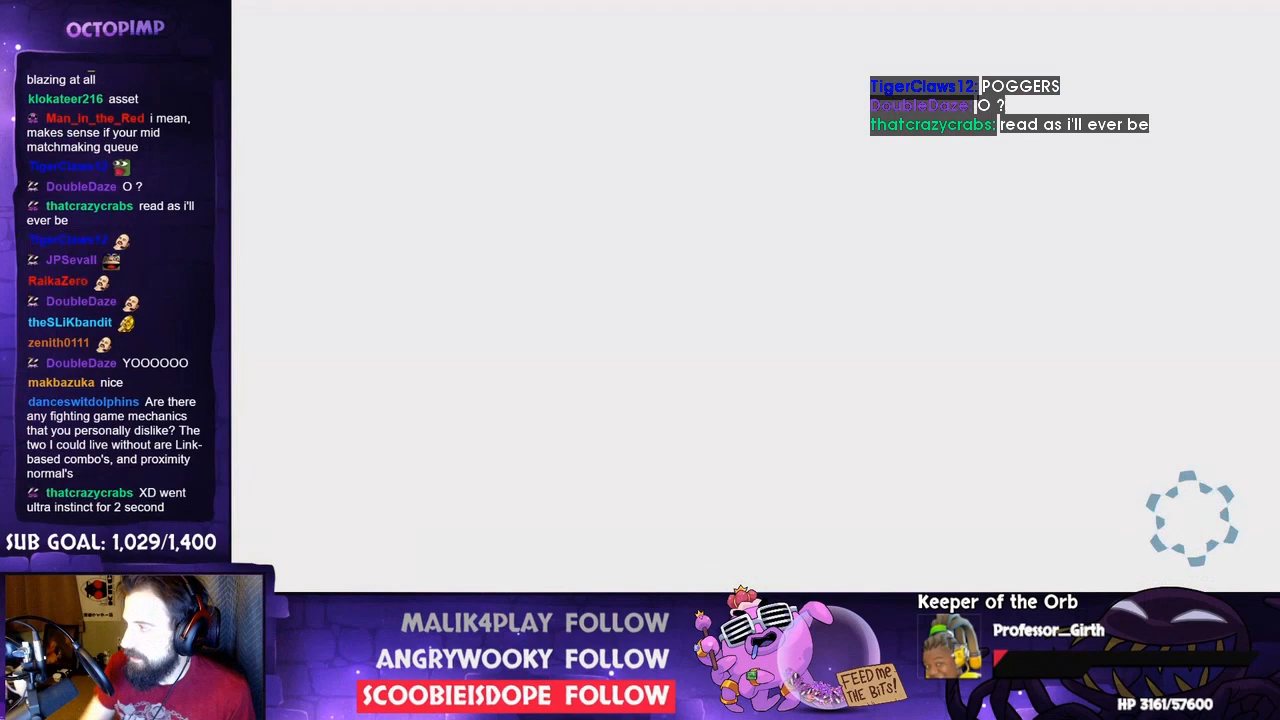 OCTOPIMP
blazing at all
klokateer216 asset
Man_in_the_Red i mean,
makes sense if your mid
matchmaking queue
TigerClaws12
DoubleDaze O ?
thatcrazycrabs read as i'll
ever be
TigerClaws12
JPSevall
RaikaZero
DoubleDaze
theSLiKbandit
zenith0111
DoubleDaze YOOOOOO
makbazuka nice
danceswitdolphins Are there
any fighting game mechanics
that you personally dislike? The
two I could live without are Link-
based combo's, and proximity
normal's
thatcrazycrabs XD went
ultra instinct for 2 second
SUB GOAL: 1,029/1,400
TigerClaws12: POGGERS
DoubleDaze O ?
thatcrazycrabs: read as i'll ever be
MALIK4PLAY FOLLOW
ANGRYWOOKY FOLLOW
SCOOBIEISDOPE FOLLOW
FEED ME
THE BITS!
Keeper of the Orb
Professor__Girth
HP 3161/57600